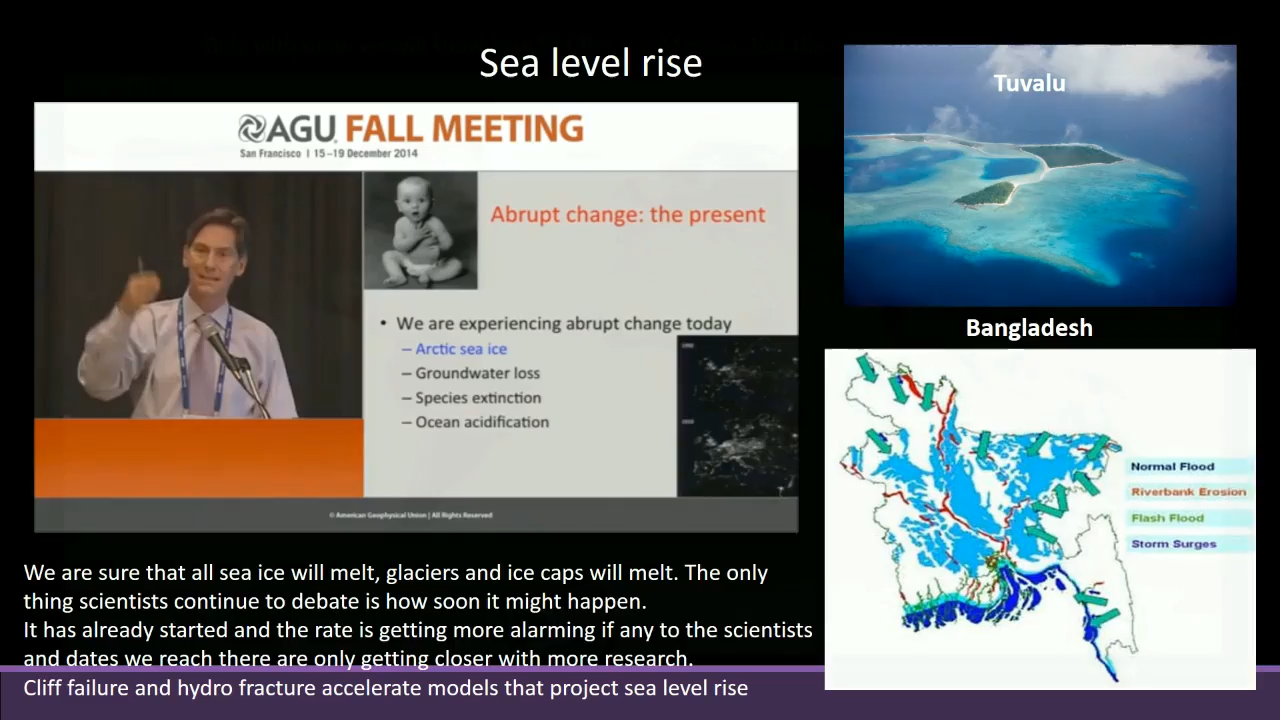 Sea level rise
AGU FALL MEETING
San Francisco | 15–19 December 2014
Abrupt change: the present
• We are experiencing abrupt change today
– Arctic sea ice
– Groundwater loss
– Species extinction
– Ocean acidification
© American Geophysical Union | All Rights Reserved
Tuvalu
Bangladesh
Normal Flood
Riverbank Erosion
Flash Flood
Storm Surges
We are sure that all sea ice will melt, glaciers and ice caps will melt. The only
thing scientists continue to debate is how soon it might happen.
It has already started and the rate is getting more alarming if any to the scientists
and dates we reach there are only getting closer with more research.
Cliff failure and hydro fracture accelerate models that project sea level rise